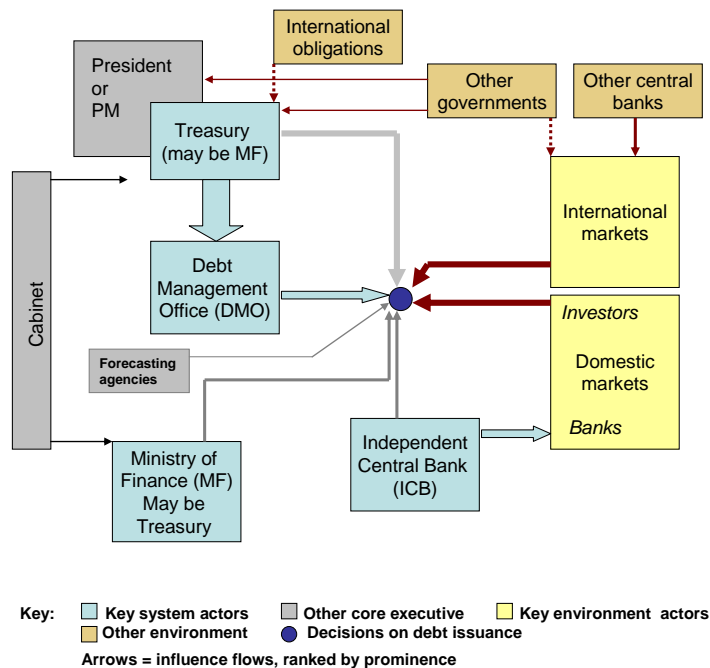 International
obligations
President
or
PM
Other
governments
Other central
banks
Treasury
(may be MF)
International
markets
Cabinet
Debt
Management
Office (DMO)
Investors
Forecasting
agencies
Domestic
markets
Banks
Independent
Central Bank
(ICB)
Ministry of
Finance (MF)
May be
Treasury
Key: Key system actors Other core executive Key environment actors
Other environment Decisions on debt issuance
Arrows = influence flows, ranked by prominence